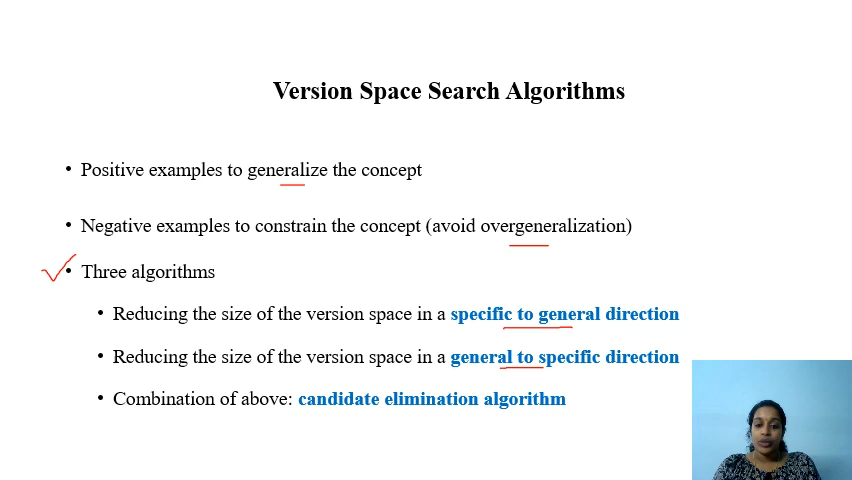 Version Space Search Algorithms
• Positive examples to generalize the concept
• Negative examples to constrain the concept (avoid overgeneralization)
• Three algorithms
• Reducing the size of the version space in a specific to general direction
• Reducing the size of the version space in a general to specific direction
• Combination of above: candidate elimination algorithm